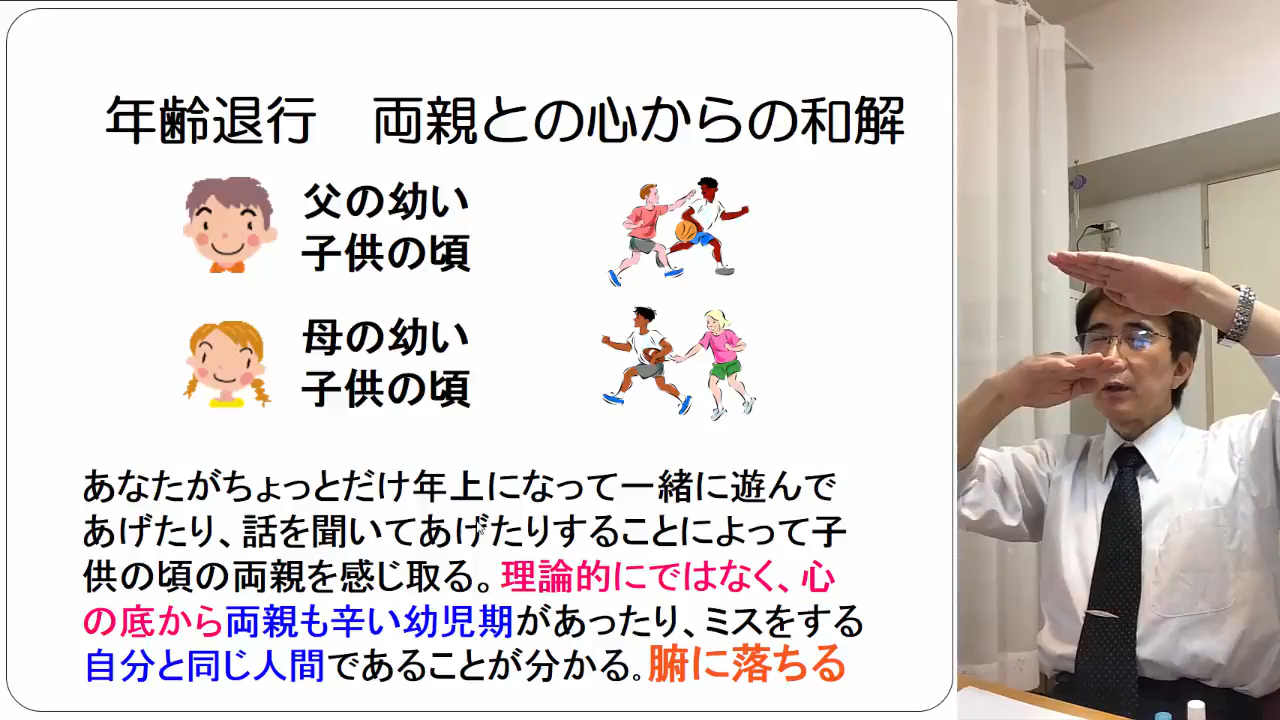 年齢退行　両親との心からの和解
父の幼い
子供の頃
母の幼い
子供の頃
あなたがちょっとだけ年上になって一緒に遊んで
あげたり、話を聞いてあげたりすることによって子
供の頃の両親を感じ取る。理論的にではなく、心
の底から両親も辛い幼児期があったり、ミスをする
自分と同じ人間であることが分かる。腑に落ちる